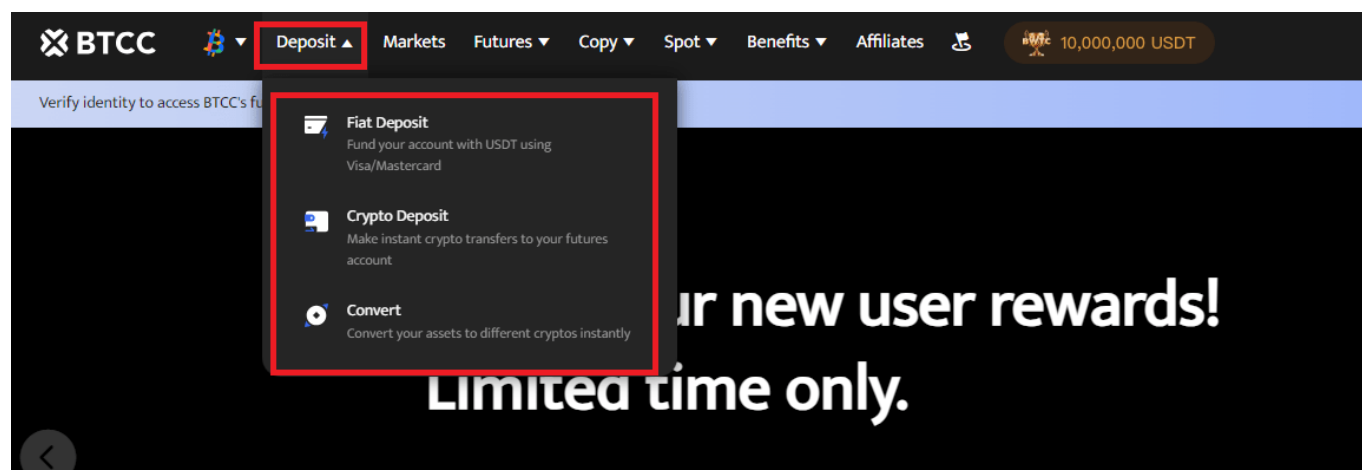 BTCC Deposit Markets Futures Copy Spot Benefits Affiliates 10,000,000 USDT
Verify identity to access BTCC's
Fiat Deposit
Fund your account with USDT using
Visa/Mastercard
Crypto Deposit
Make instant crypto transfers to your futures
account
Convert
Convert your assets to different cryptos instantly
new user rewards!
Limited time only.